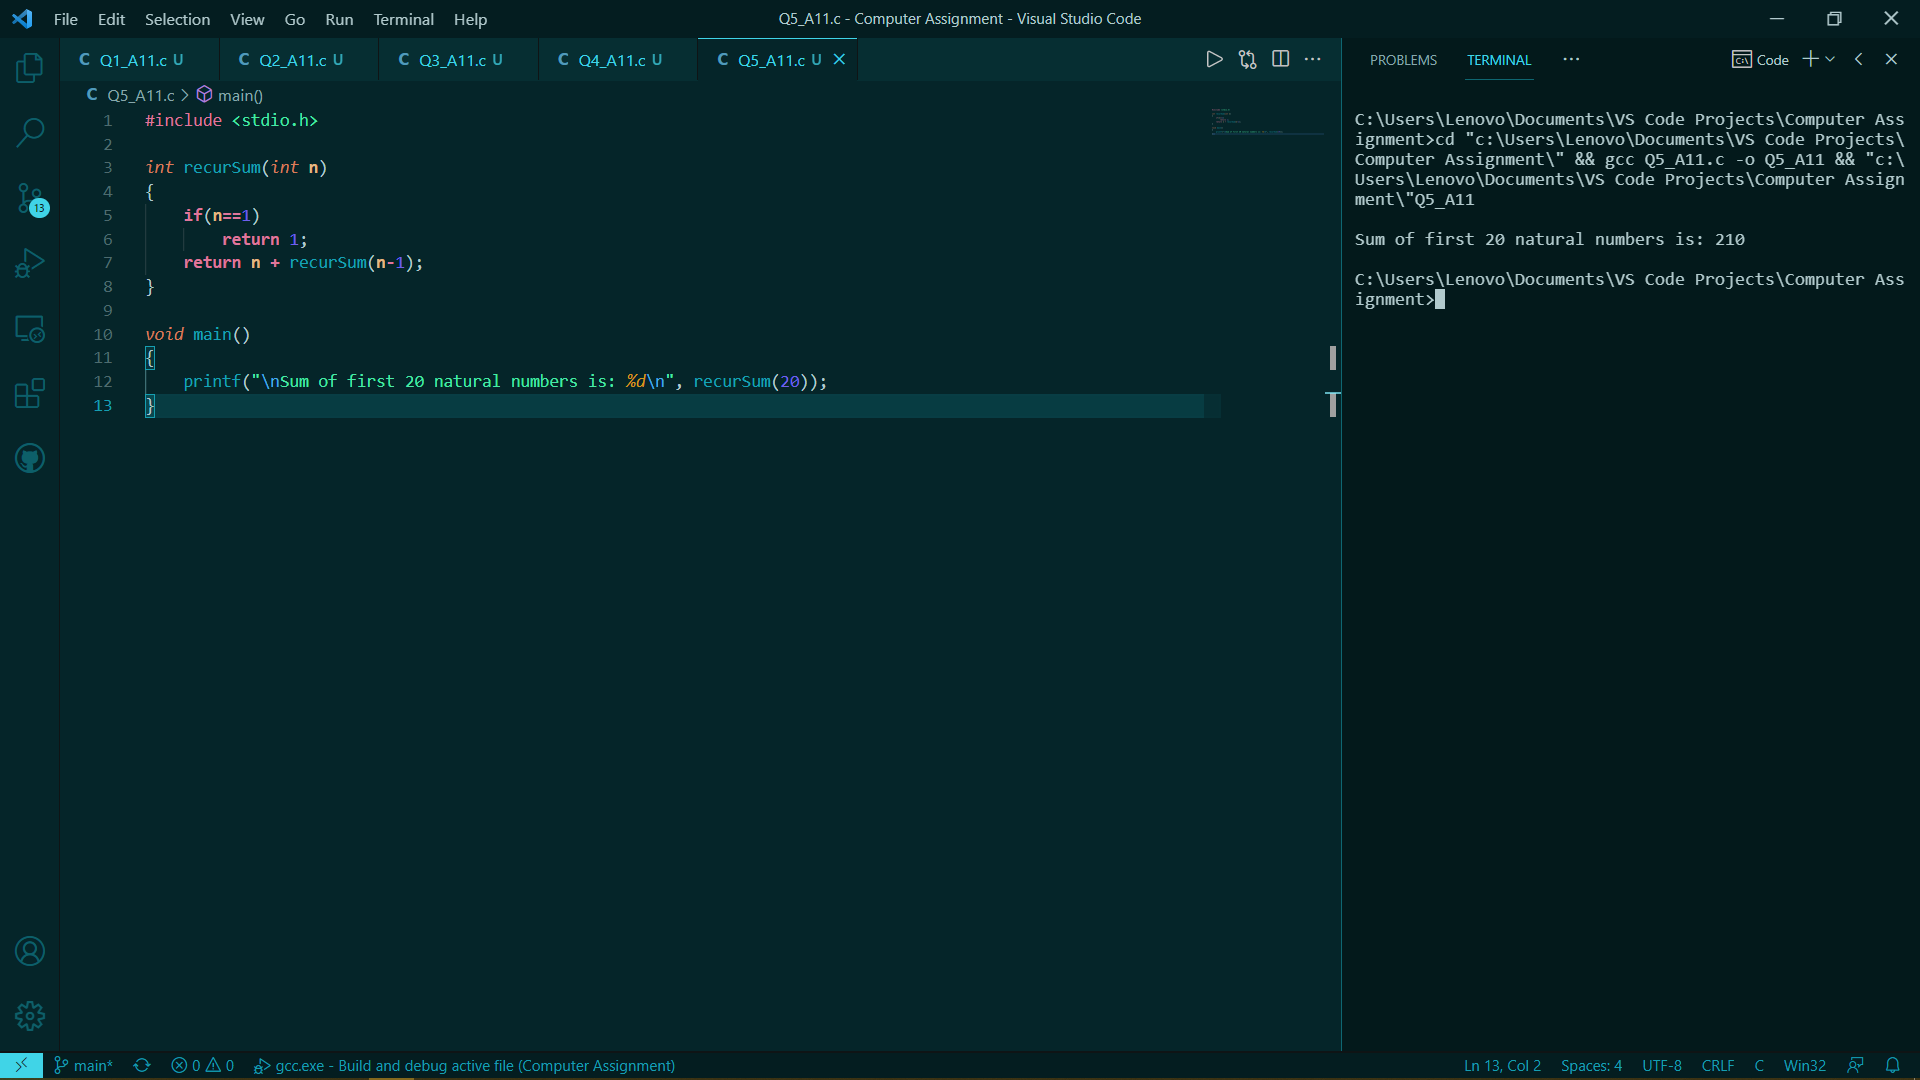 File Edit Selection View Go Run Terminal Help
Q5_A11.c - Computer Assignment - Visual Studio Code
C Q1_A11.c U
C Q2_A11.c U
C Q3_A11.c U
C Q4_A11.c U
C Q5_A11.c U
C Q5_A11.c > main()
1 #include <stdio.h>
2
3 int recurSum(int n)
4 {
5     if(n==1)
6         return 1;
7     return n + recurSum(n-1);
8 }
9
10 void main()
11 {
12     printf("\nSum of first 20 natural numbers is: %d\n", recurSum(20));
13 }
PROBLEMS TERMINAL ... Code
C:\Users\Lenovo\Documents\VS Code Projects\Computer Ass
ignment>cd "c:\Users\Lenovo\Documents\VS Code Projects\
Computer Assignment\" && gcc Q5_A11.c -o Q5_A11 && "c:\
Users\Lenovo\Documents\VS Code Projects\Computer Assign
ment\"Q5_A11
Sum of first 20 natural numbers is: 210
C:\Users\Lenovo\Documents\VS Code Projects\Computer Ass
ignment>
13
main* 0 0 gcc.exe - Build and debug active file (Computer Assignment)
Ln 13, Col 2 Spaces: 4 UTF-8 CRLF C Win32